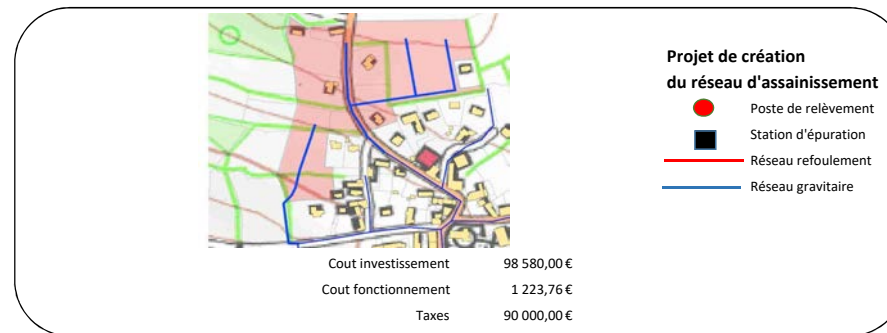 Projet de création
du réseau d'assainissement
Poste de relèvement
Station d'épuration
Réseau refoulement
Réseau gravitaire
Cout investissement 98 580,00 €
Cout fonctionnement 1 223,76 €
Taxes 90 000,00 €